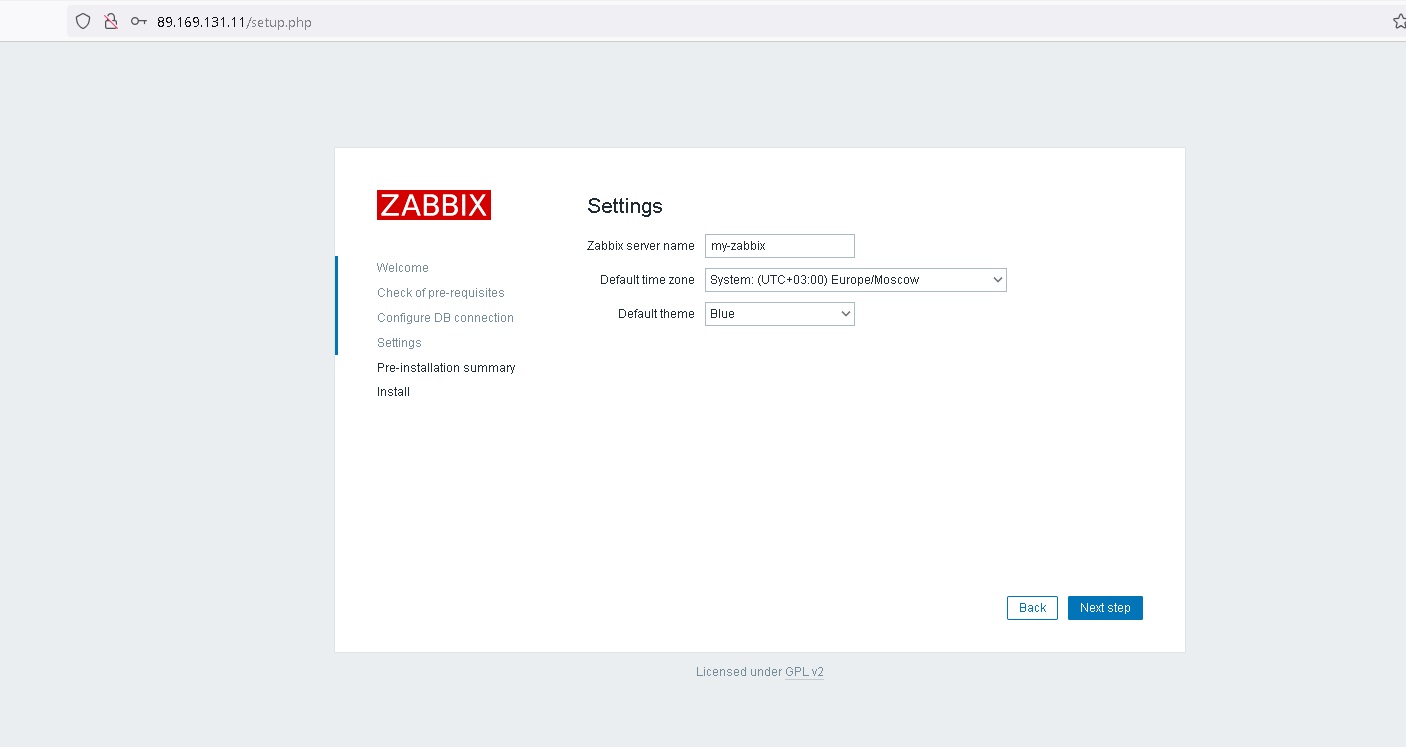 89.169.131.11/setup.php
ZABBIX
Welcome
Check of pre-requisites
Configure DB connection
Settings
Pre-installation summary
Install
Settings
Zabbix server name my-zabbix
Default time zone System: (UTC+03:00) Europe/Moscow
Default theme Blue
Back Next step
Licensed under GPL v2